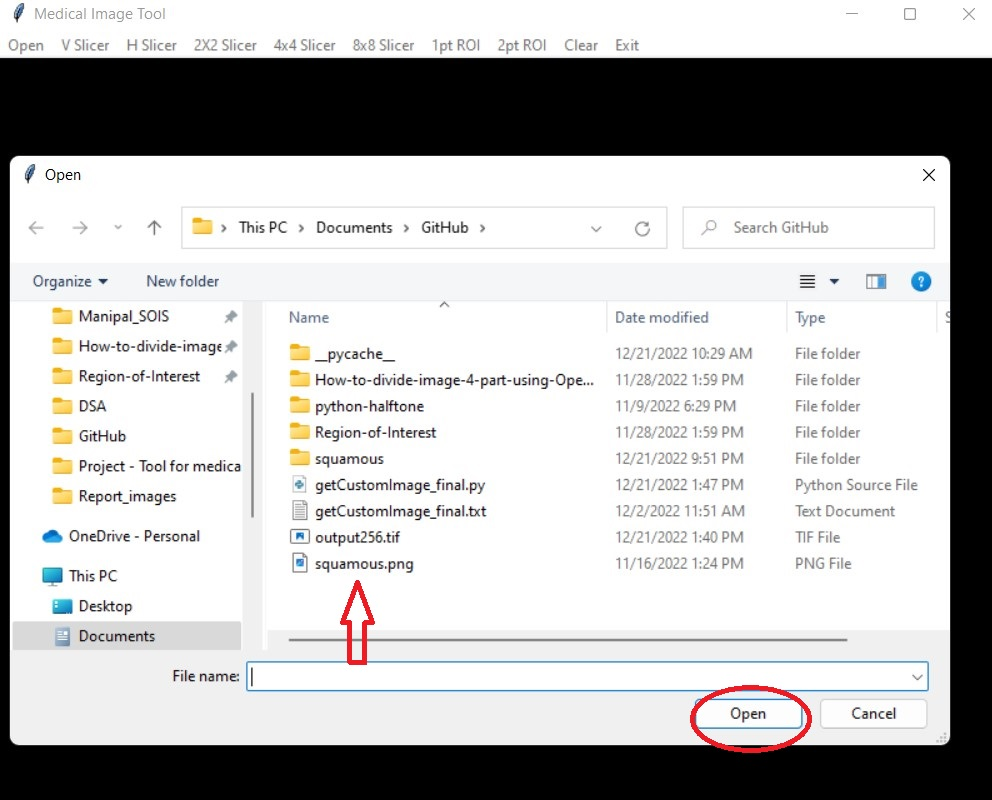 Medical Image Tool
Open V Slicer H Slicer 2X2 Slicer 4x4 Slicer 8x8 Slicer 1pt ROI 2pt ROI Clear Exit
Open
This PC Documents GitHub
Search GitHub
Organize New folder
Manipal_SOIS
How-to-divide-image
Region-of-Interest
DSA
GitHub
Project - Tool for medica
Report_images
OneDrive - Personal
This PC
Desktop
Documents
Name Date modified Type S
__pycache__ 12/21/2022 10:29 AM File folder
How-to-divide-image-4-part-using-Ope... 11/28/2022 1:59 PM File folder
python-halftone 11/9/2022 6:29 PM File folder
Region-of-Interest 11/28/2022 1:59 PM File folder
squamous 12/21/2022 9:51 PM File folder
getCustomImage_final.py 12/21/2022 1:47 PM Python Source File
getCustomImage_final.txt 12/2/2022 11:51 AM Text Document
output256.tif 12/21/2022 1:40 PM TIF File
squamous.png 11/16/2022 1:24 PM PNG File
File name:
Open Cancel